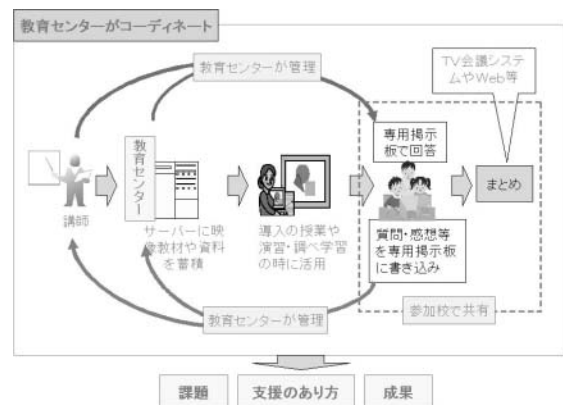 教育センターがコーディネート
TV会議システ
ムやWeb等
教育センターが管理
専用掲示
板で回答
教育センター
まとめ
講師
サーバーに映
像教材や資料
を蓄積
導入の授業や
演習・調べ学習
の時に活用
質問・感想等
を専用掲示板
に書き込み
参加校で共有
教育センターが管理
課題
支援のあり方
成果